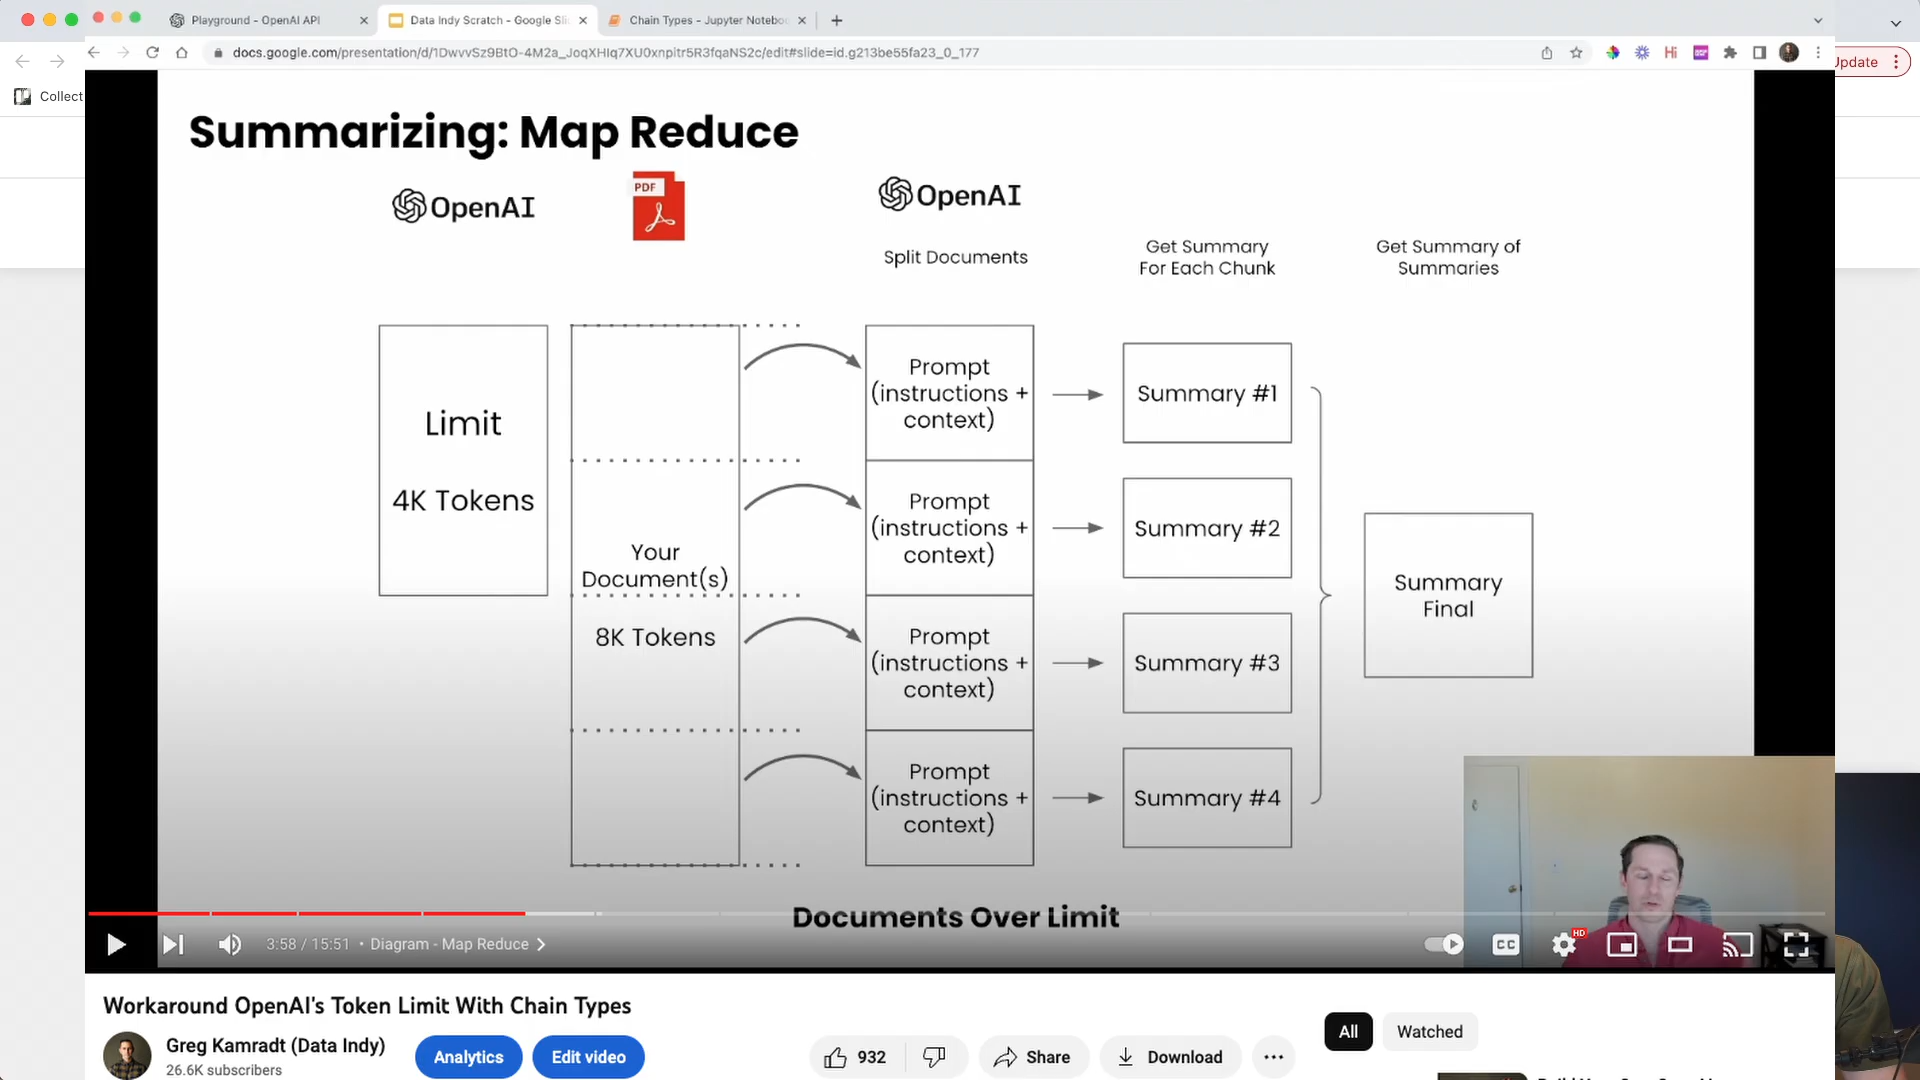 Playground - OpenAI API
Data Indy Scratch - Google Sli
Chain Types - Jupyter Notebo
docs.google.com/presentation/d/1DwvvSz9BtO-4M2a_JoqXHIq7XU0xnpltr5R3fqaNS2c/edit#slide=id.g213be55fa23_0_177
Hi
Update
Collect
Summarizing: Map Reduce
OpenAI
PDF
OpenAI
Split Documents
Get Summary
For Each Chunk
Get Summary of
Summaries
Limit
4K Tokens
Your
Document(s)
8K Tokens
Prompt
(instructions +
context)
Summary #1
Prompt
(instructions +
context)
Summary #2
Prompt
(instructions +
context)
Summary #3
Prompt
(instructions +
context)
Summary #4
Summary
Final
Documents Over Limit
3:58 / 15:51 • Diagram - Map Reduce
CC
HD
Workaround OpenAI's Token Limit With Chain Types
Greg Kamradt (Data Indy)
26.6K subscribers
Analytics
Edit video
932
Share
Download
All
Watched